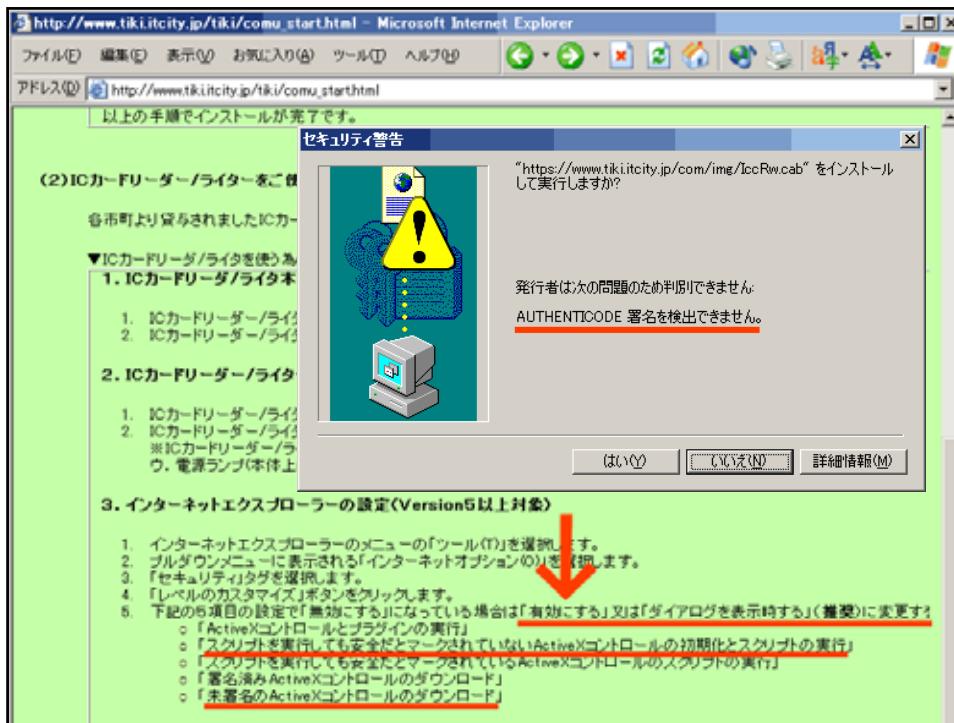 http://www.tiki.itcity.jp/tiki/comu_start.html - Microsoft Internet Explorer
ファイル(F) 編集(E) 表示(V) お気に入り(A) ツール(T) ヘルプ(H)
アドレス(D) http://www.tiki.itcity.jp/tiki/comu_start.html
以上の手順でインストールが完了です。
セキュリティ警告
"https://www.tiki.itcity.jp/com/img/IccRw.cab" をインストール
して実行しますか?
発行者は次の問題のため判別できません:
AUTHENTICODE 署名を検出できません。
はい(Y) いいえ(N) 詳細情報(M)
(2)ICカードリーダー/ライターをご使
各市町より貸与されましたICカー
▼ICカードリーダ/ライタを使う為
1. ICカードリーダ/ライタ本
1. ICカードリーダー/ライタ
2. ICカードリーダー/ライタ
2. ICカードリーダー/ライタ
1. ICカードリーダー/ライタ
2. ICカードリーダー/ライタ
※ICカードリーダー/ラ
ウ. 電源ランプ(本体上
3. インターネットエクスプローラーの設定(Version5以上対象)
1. インターネットエクスプローラーのメニューの「ツール(T)」を選択します。
2. プルダウンメニューに表示される「インターネットオプション(O)」を選択します。
3. 「セキュリティ」タグを選択します。
4. 「レベルのカスタマイズ」ボタンをクリックします。
5. 下記の5項目の設定で「無効にする」になっている場合は「有効にする」又は「ダイアログを表示時する」(推奨)に変更す
○ 「ActiveXコントロールとプラグインの実行」
○ 「スクリプトを実行しても安全だとマークされていないActiveXコントロールの初期化とスクリプトの実行」
○ 「スクリプトを実行しても安全だとマークされているActiveXコントロールのスクリプトの実行」
○ 「署名済みActiveXコントロールのダウンロード」
○ 「未署名のActiveXコントロールのダウンロード」